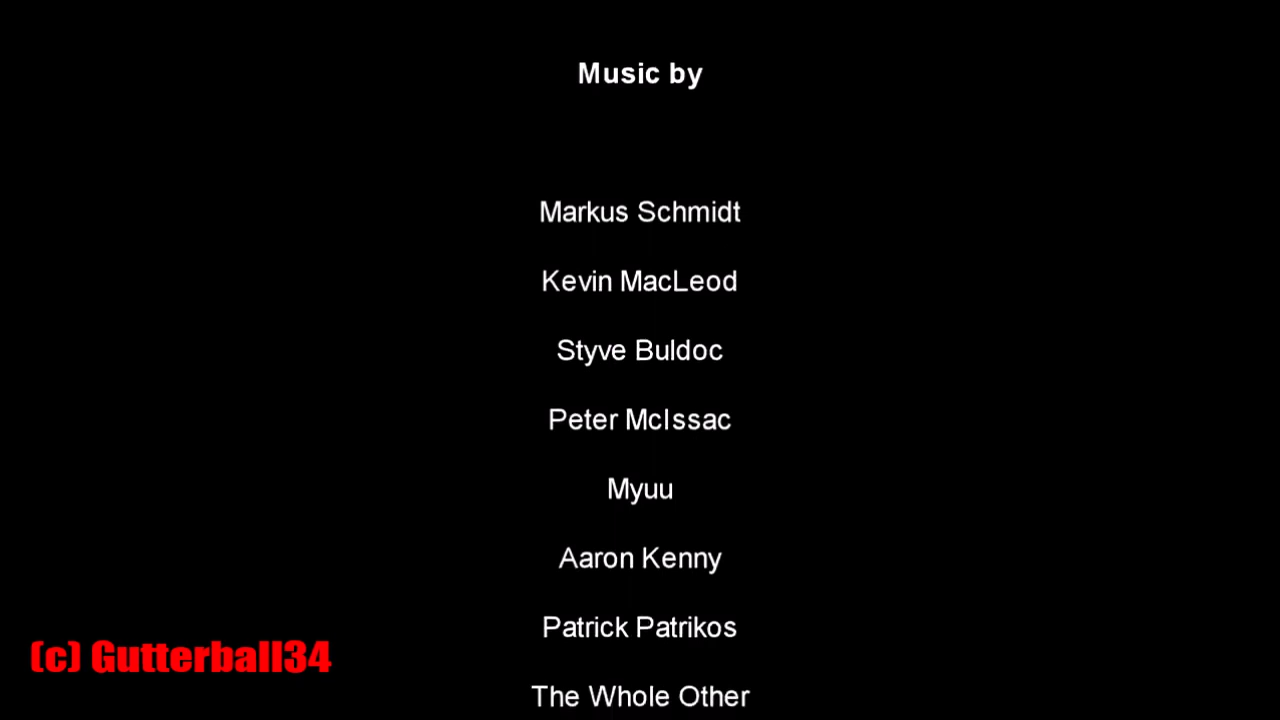 Music by
Markus Schmidt
Kevin MacLeod
Styve Buldoc
Peter McIssac
Myuu
Aaron Kenny
Patrick Patrikos
(c) Gutterball34
The Whole Other